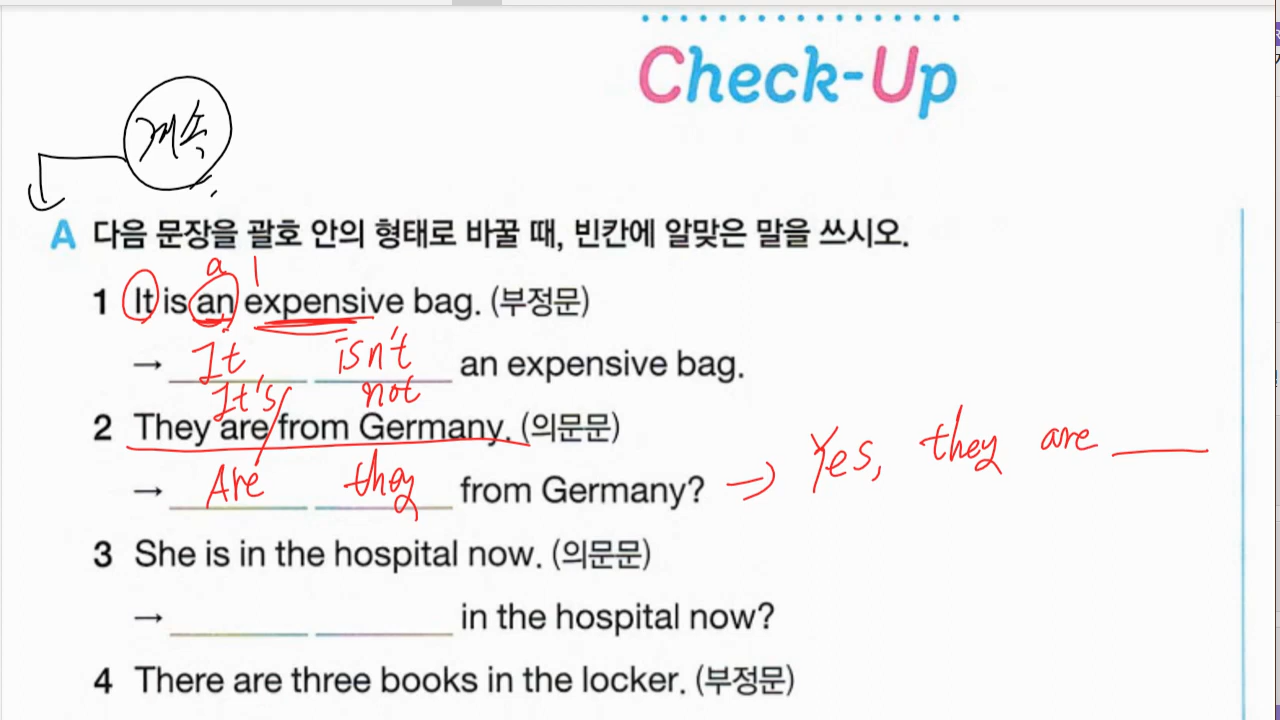 Check-Up
계속
A 다음 문장을 괄호 안의 형태로 바꿀 때, 빈칸에 알맞은 말을 쓰시오.
a
1 It is an expensive bag. (부정문)
→ It isn't an expensive bag.
It's not
2 They are from Germany. (의문문)
→ Are they from Germany? → Yes, they are
3 She is in the hospital now. (의문문)
→ in the hospital now?
4 There are three books in the locker. (부정문)